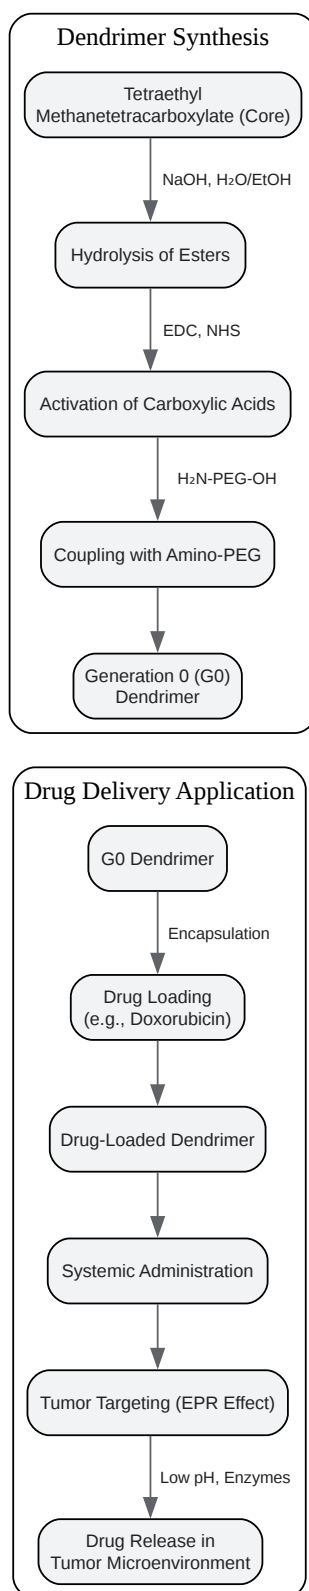 Dendrimer Synthesis
Tetraethyl
Methanetetracarboxylate (Core)
NaOH, H₂O/EtOH
Hydrolysis of Esters
EDC, NHS
Activation of Carboxylic Acids
H₂N-PEG-OH
Coupling with Amino-PEG
Generation 0 (G0)
Dendrimer
Drug Delivery Application
G0 Dendrimer
Encapsulation
Drug Loading
(e.g., Doxorubicin)
Drug-Loaded Dendrimer
Systemic Administration
Tumor Targeting (EPR Effect)
Low pH, Enzymes
Drug Release in
Tumor Microenvironment